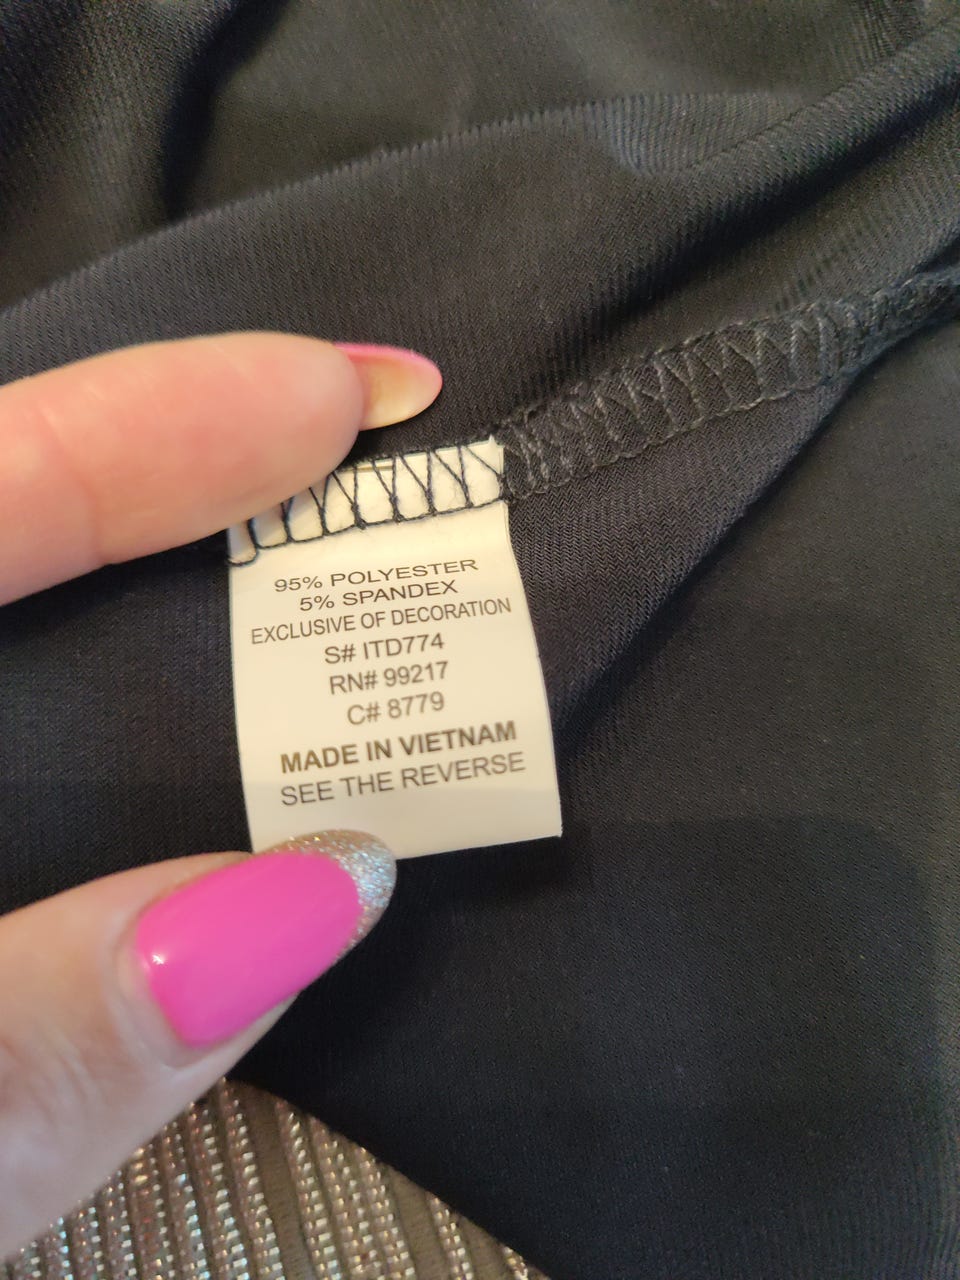 95% POLYESTER
5% SPANDEX
EXCLUSIVE OF DECORATION
S# ITD774
RN# 99217
C# 8779
MADE IN VIETNAM
SEE THE REVERSE